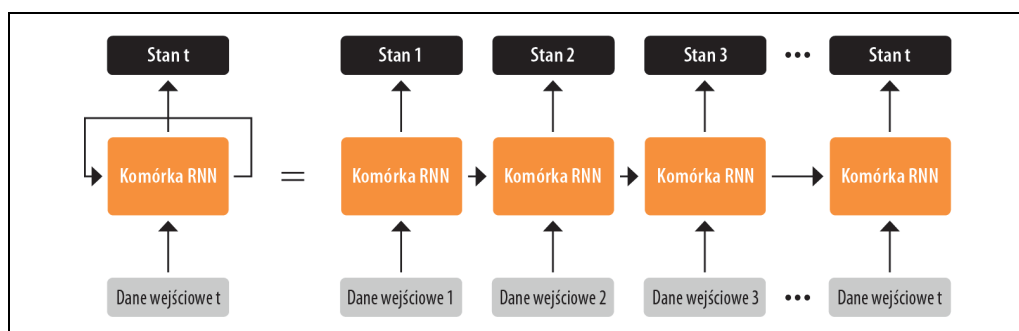 Stan t
Stan 1
Stan 2
Stan 3
•••
Stan t
Komórka RNN
=
Komórka RNN
Komórka RNN
Komórka RNN
Komórka RNN
Dane wejściowe t
Dane wejściowe 1
Dane wejściowe 2
Dane wejściowe 3
•••
Dane wejściowe t